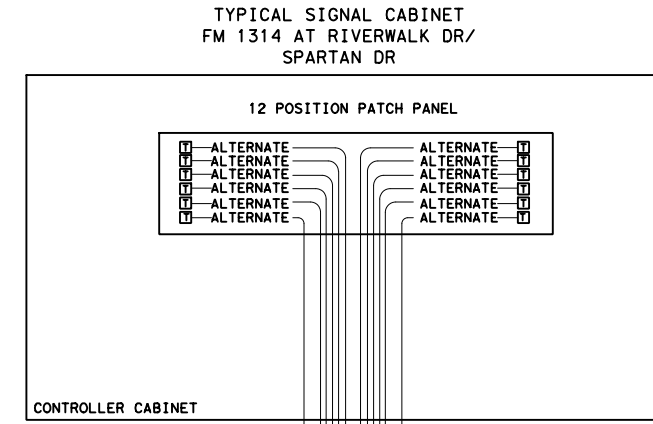 TYPICAL SIGNAL CABINET
FM 1314 AT RIVERWALK DR/
SPARTAN DR
12 POSITION PATCH PANEL
T ALTERNATE ALTERNATE T
T ALTERNATE ALTERNATE T
T ALTERNATE ALTERNATE T
T ALTERNATE ALTERNATE T
T ALTERNATE ALTERNATE T
T ALTERNATE ALTERNATE T
CONTROLLER CABINET